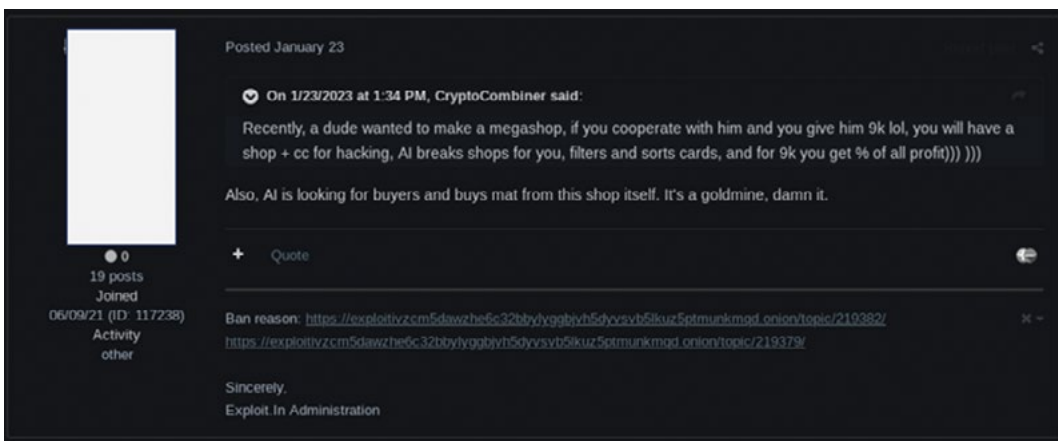 Posted January 23
On 1/23/2023 at 1:34 PM, CryptoCombiner said:
Recently, a dude wanted to make a megashop, if you cooperate with him and you give him 9k lol, you will have a
shop + cc for hacking, AI breaks shops for you, filters and sorts cards, and for 9k you get % of all profit))) )))
Also, AI is looking for buyers and buys mat from this shop itself. It's a goldmine, damn it.
0
19 posts
Joined
06/09/21 (ID: 117238)
Activity
other
+ Quote
Ban reason: https://exploitivzcm5dawzhe6c32bbylyggbjvh5dyvsvb5lkuz5ptmunkmqd.onion/topic/219382/
https://exploitivzcm5dawzhe6c32bbylyggbjvh5dyvsvb5lkuz5ptmunkmqd.onion/topic/219379/
Sincerely,
Exploit.In Administration